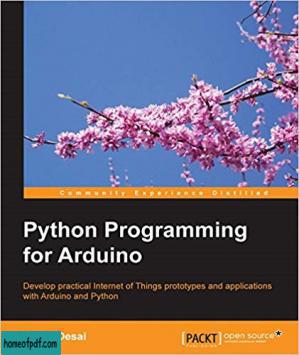 Community Experience Distilled
Python Programming
for Arduino
Develop practical Internet of Things prototypes and applications
with Arduino and Python
Desai
homeofpdf.com
PACKT
PUBLISHING
open source*